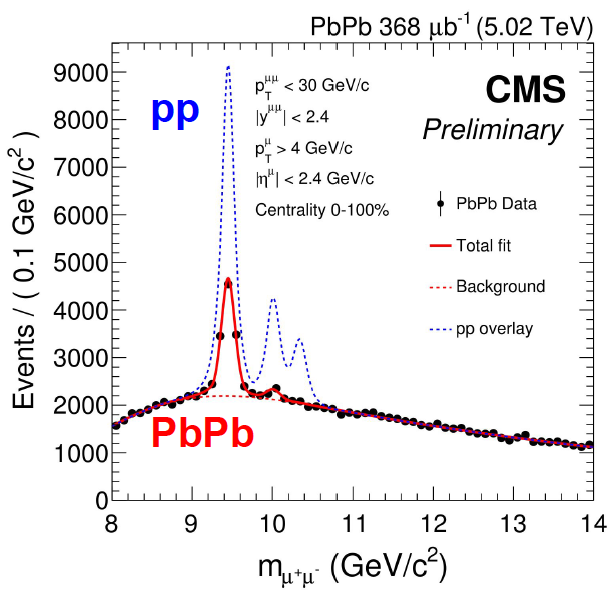 PbPb 368 μb⁻¹ (5.02 TeV)
CMS
Preliminary
pp
p_T^μμ < 30 GeV/c
|y^μμ| < 2.4
p_T^μ > 4 GeV/c
|η^μ| < 2.4 GeV/c
Centrality 0-100%
PbPb Data
Total fit
Background
pp overlay
PbPb
Events / ( 0.1 GeV/c² )
9000
8000
7000
6000
5000
4000
3000
2000
1000
0
8 9 10 11 12 13 14
m_μ⁺μ⁻ (GeV/c²)